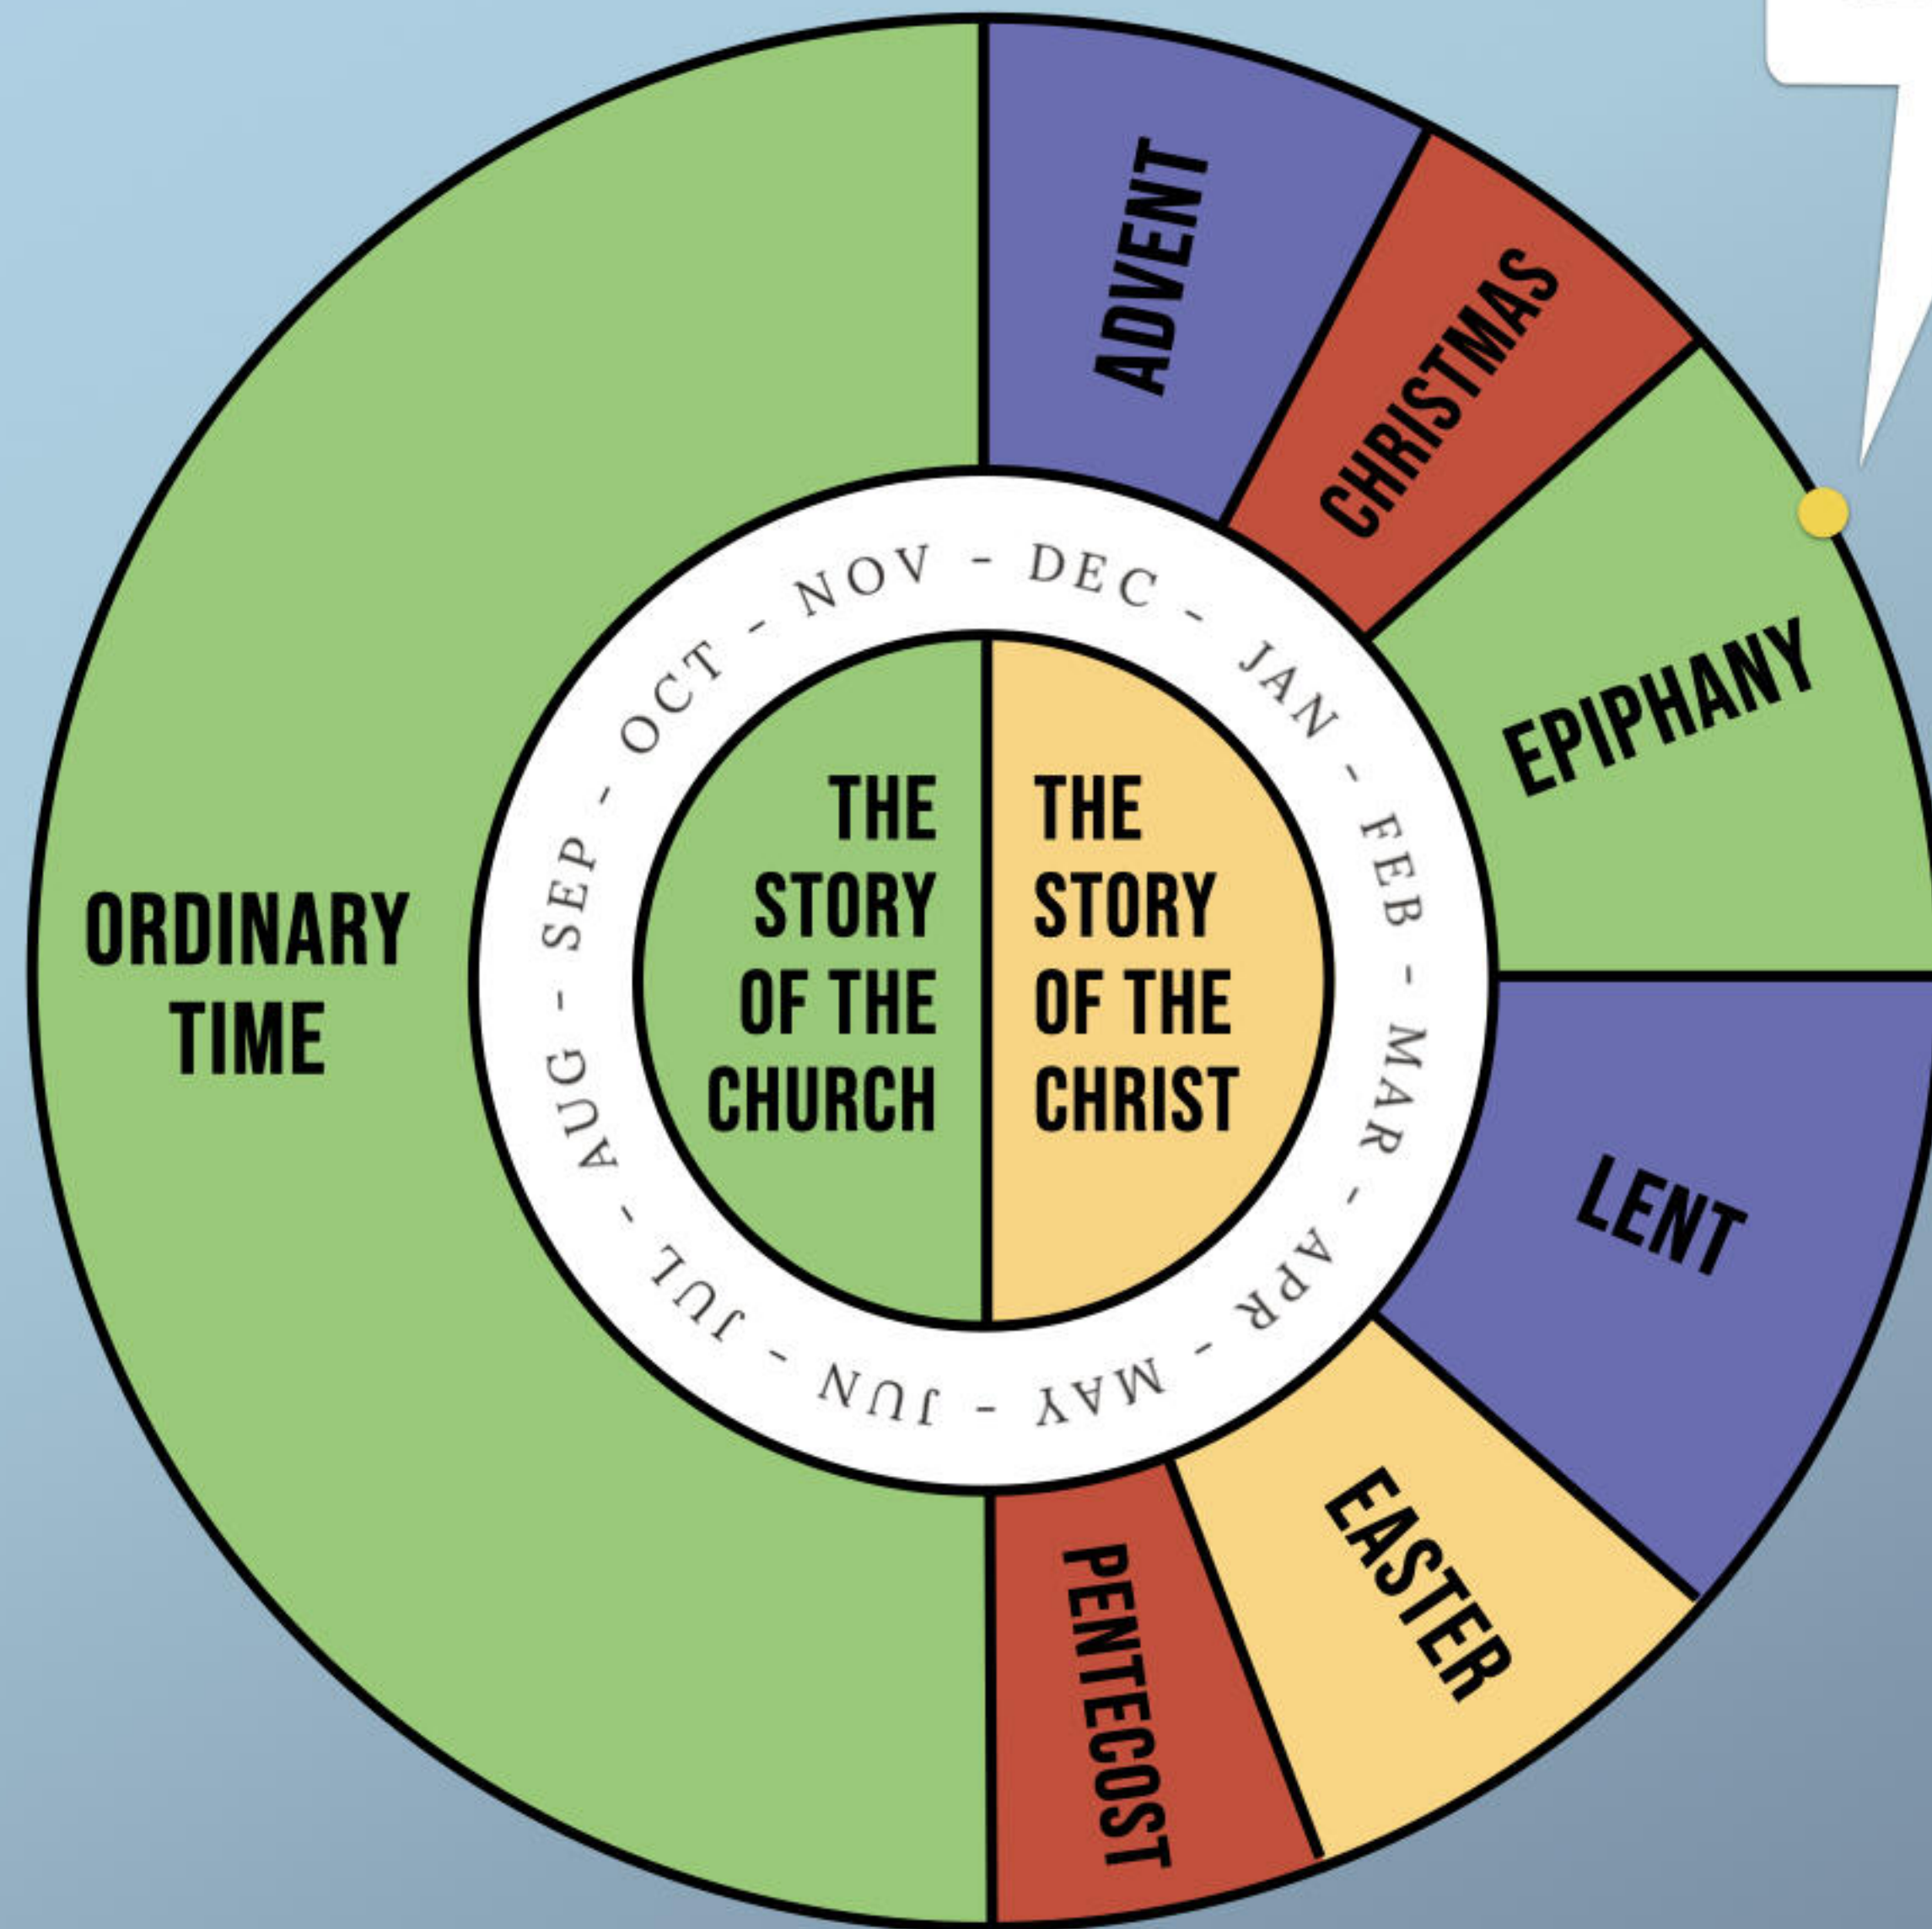 ADVENT
CHRISTMAS
EPIPHANY
LENT
EASTER
PENTECOST
ORDINARY
TIME
NOV - DEC - JAN - FEB - MAR - APR - MAY - JUN - JUL - AUG - SEP - OCT -
THE
STORY
OF THE
CHURCH
THE
STORY
OF THE
CHRIST